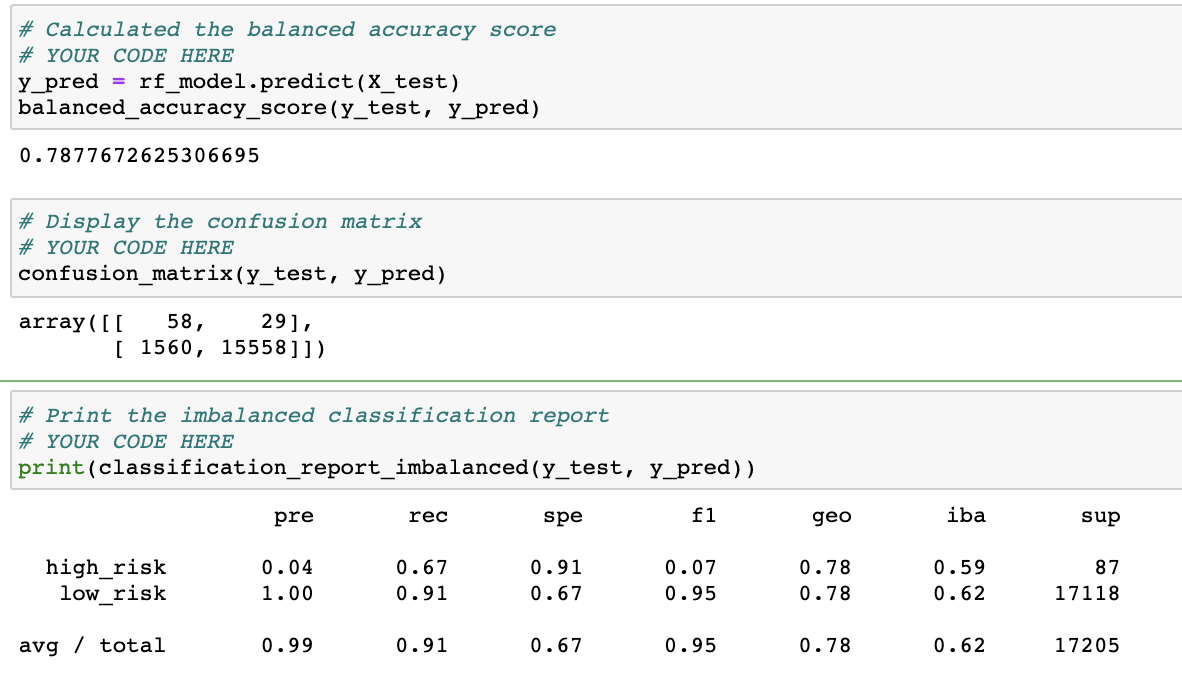 # Calculated the balanced accuracy score
# YOUR CODE HERE
y_pred = rf_model.predict(X_test)
balanced_accuracy_score(y_test, y_pred)
0.7877672625306695
# Display the confusion matrix
# YOUR CODE HERE
confusion_matrix(y_test, y_pred)
array([[   58,    29],
       [ 1560, 15558]])
# Print the imbalanced classification report
# YOUR CODE HERE
print(classification_report_imbalanced(y_test, y_pred))
pre rec spe f1 geo iba sup
high_risk 0.04 0.67 0.91 0.07 0.78 0.59 87
low_risk 1.00 0.91 0.67 0.95 0.78 0.62 17118
avg / total 0.99 0.91 0.67 0.95 0.78 0.62 17205